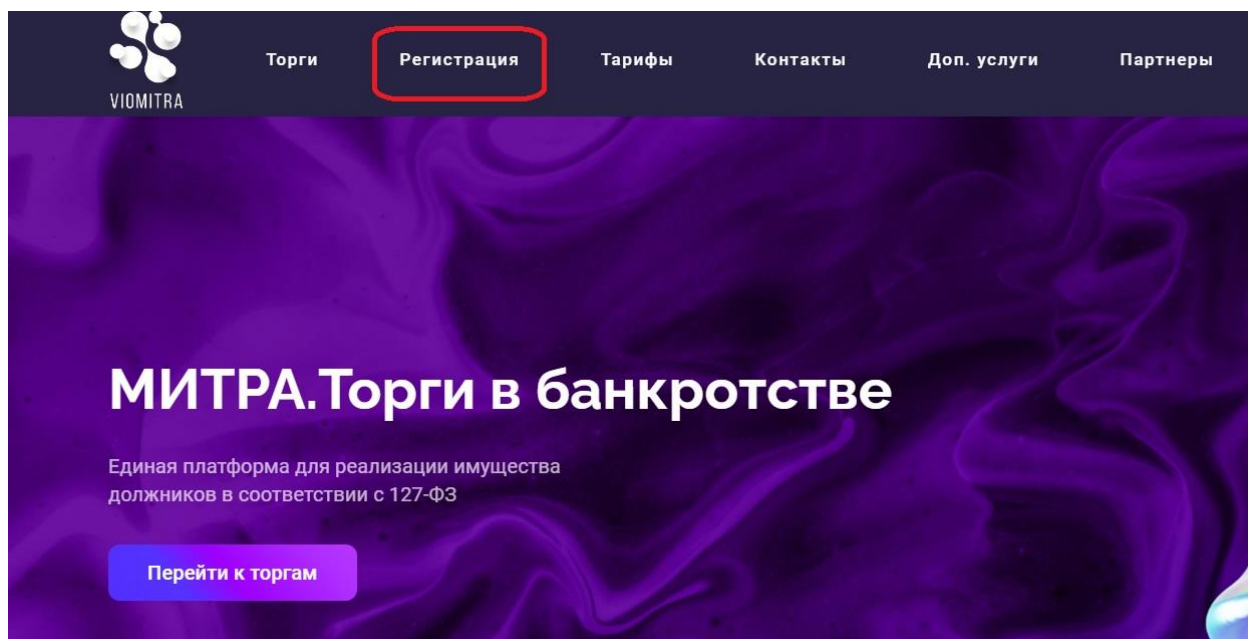 VIOMITRA
Торги Регистрация Тарифы Контакты Доп. услуги Партнеры
МИТРА.Торги в банкротстве
Единая платформа для реализации имущества
должников в соответствии с 127-ФЗ
Перейти к торгам